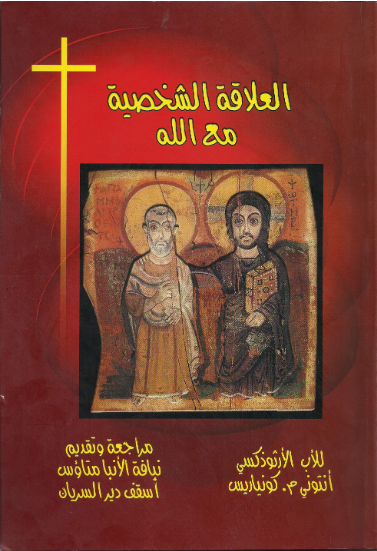 العلاقة الشخصية
مع الله
للأب الأرثوذكسي
أنتوني م. كونياريس
مراجعة وتقديم
نيافة الأنبا متاؤس
أسقف دير السريان